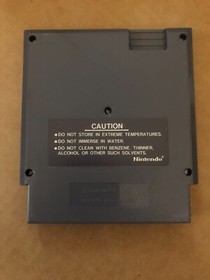 CAUTION
•DO NOT STORE IN EXTREME TEMPERATURES.
•DO NOT IMMERSE IN WATER.
•DO NOT CLEAN WITH BENZENE, THINNER,
ALCOHOL OR OTHER SUCH SOLVENTS.
Nintendo®